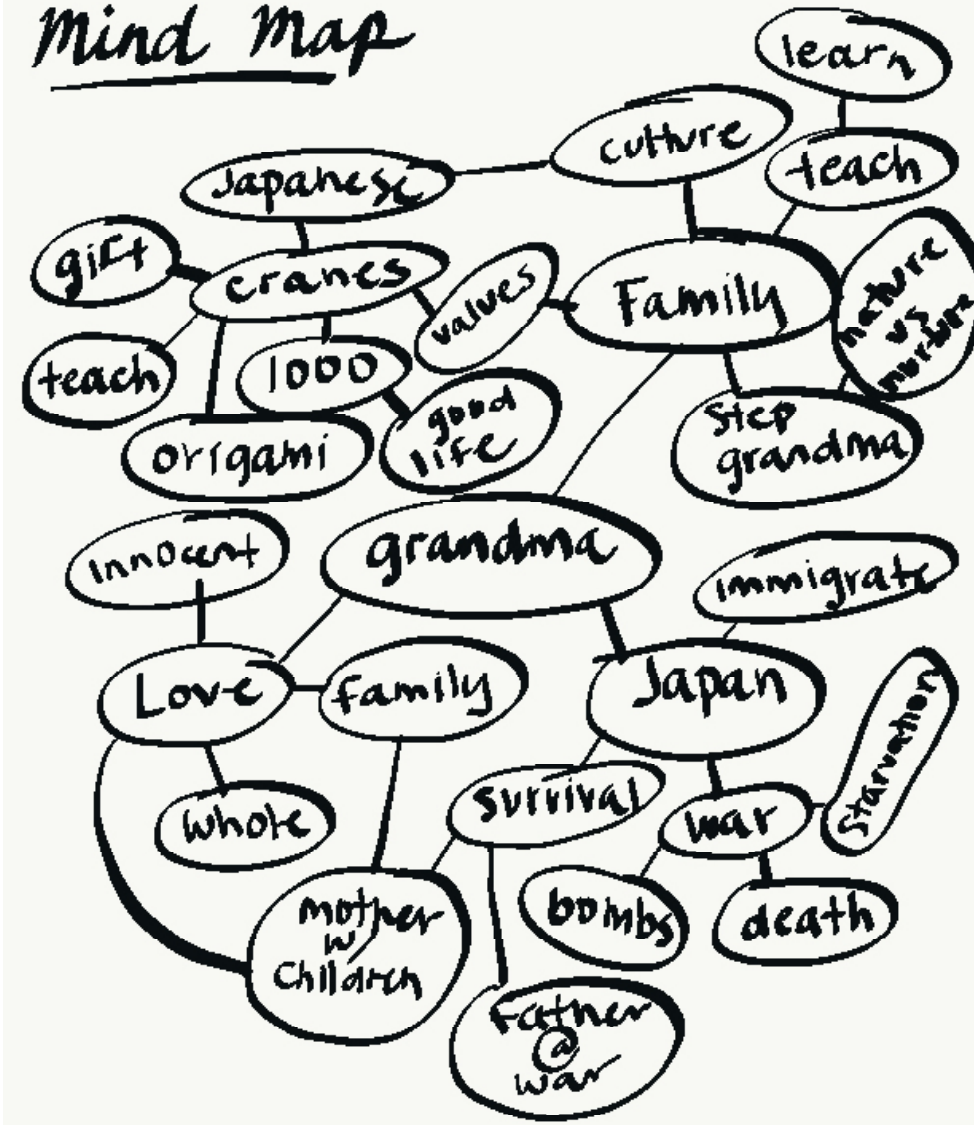 Mind Map
learn
culture
teach
Japanese
gift
cranes
values
Family
nature
vs
nurture
teach
1000
good
life
Step
grandma
origami
innocent
grandma
immigrate
Love
family
Japan
Starvation
whole
survival
war
bombs
death
mother
w/
Children
Father
@
war